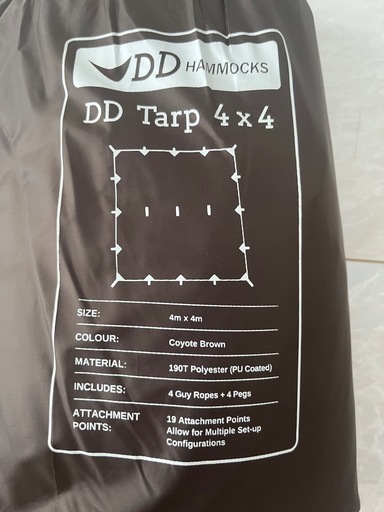 DD HAMMOCKS
DD Tarp 4 x 4
SIZE: 4m x 4m
COLOUR: Coyote Brown
MATERIAL: 190T Polyester (PU Coated)
INCLUDES: 4 Guy Ropes + 4 Pegs
ATTACHMENT POINTS: 19 Attachment Points
Allow for Multiple Set-up
Configurations